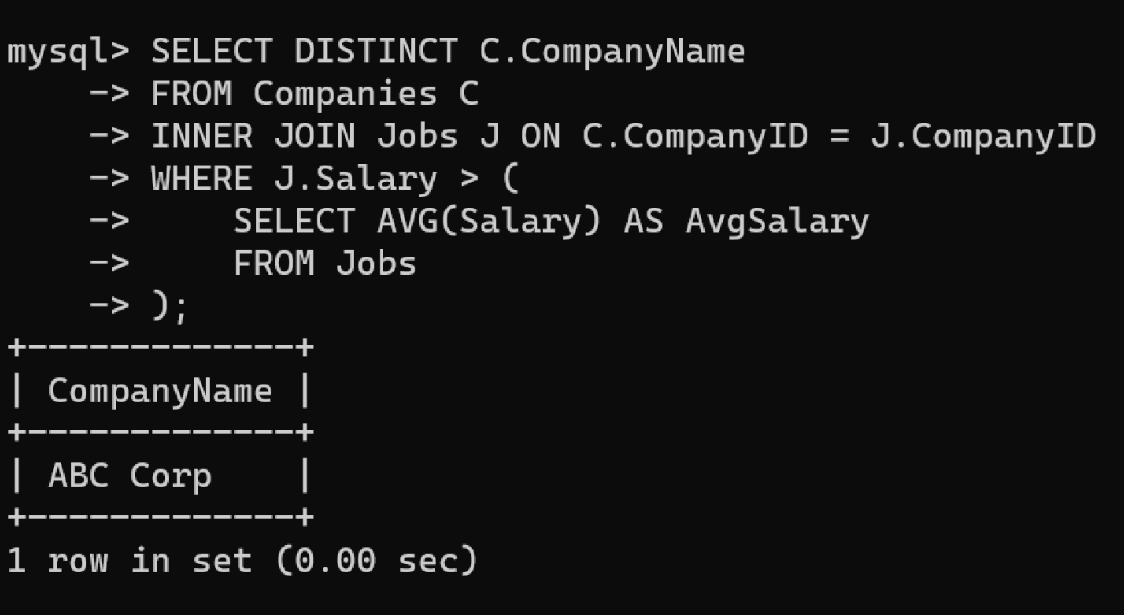 mysql> SELECT DISTINCT C.CompanyName
    -> FROM Companies C
    -> INNER JOIN Jobs J ON C.CompanyID = J.CompanyID
    -> WHERE J.Salary > (
    ->     SELECT AVG(Salary) AS AvgSalary
    ->     FROM Jobs
    -> );
+-------------+
| CompanyName |
+-------------+
| ABC Corp    |
+-------------+
1 row in set (0.00 sec)